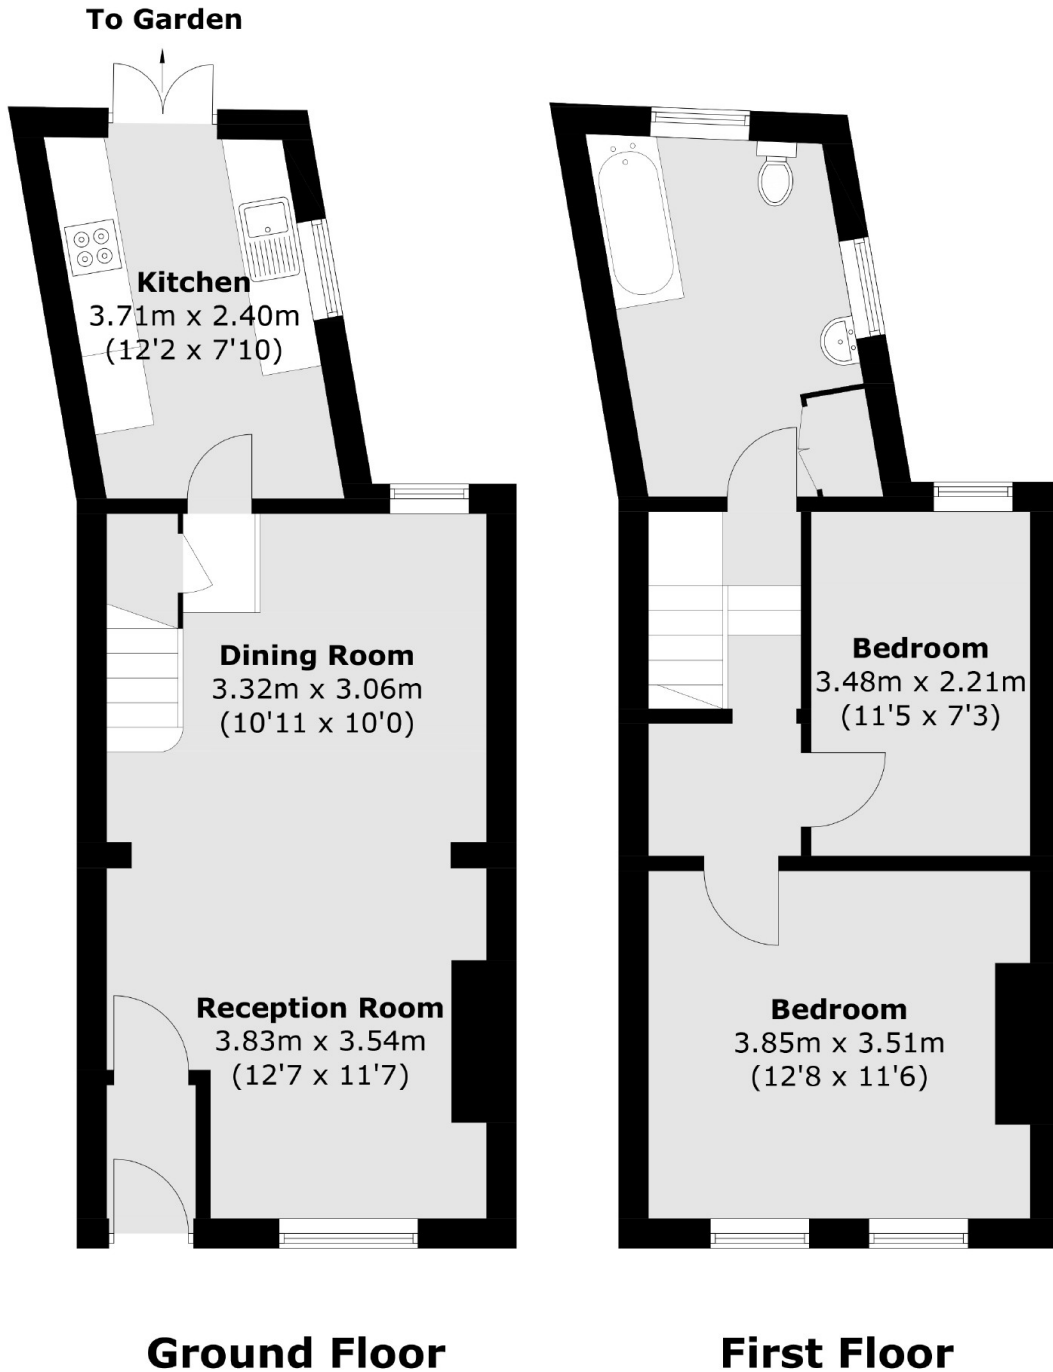 To Garden
Kitchen
3.71m x 2.40m
(12'2 x 7'10)
Dining Room
3.32m x 3.06m
(10'11 x 10'0)
Reception Room
3.83m x 3.54m
(12'7 x 11'7)
Ground Floor
Bedroom
3.48m x 2.21m
(11'5 x 7'3)
Bedroom
3.85m x 3.51m
(12'8 x 11'6)
First Floor